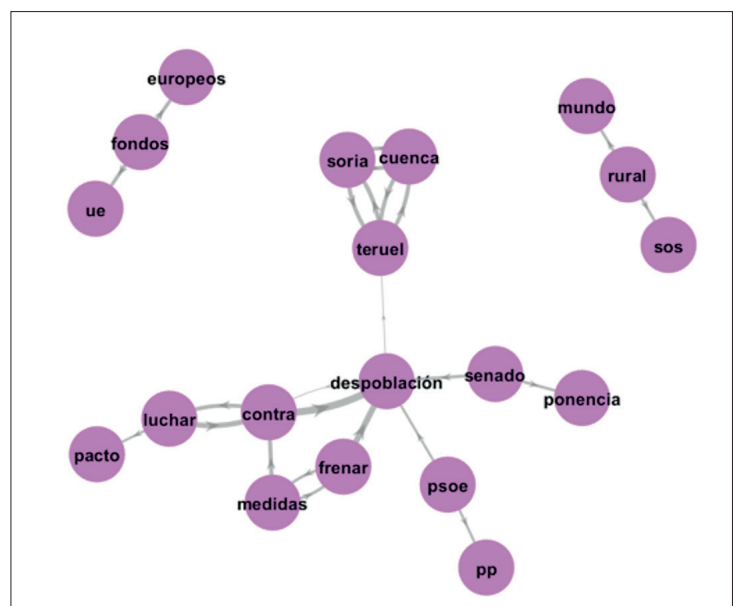 europeos
fondos
ue
mundo
rural
sos
soria
cuenca
teruel
despoblación
senado
ponencia
luchar
contra
pacto
frenar
medidas
psoe
pp